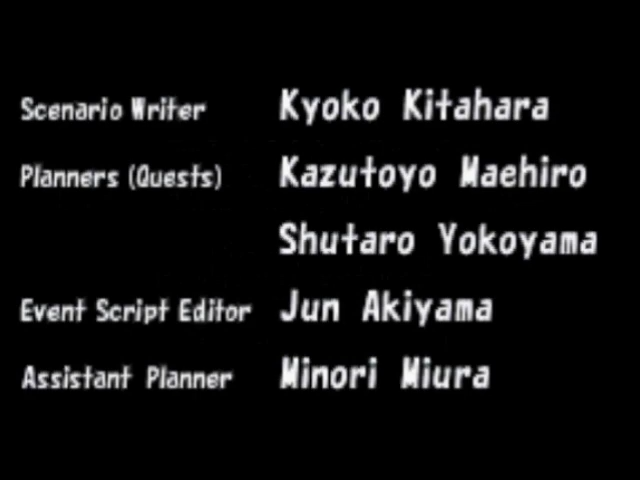 Scenario Writer Kyoko Kitahara
Planners (Quests) Kazutoyo Maehiro
Shutaro Yokoyama
Event Script Editor Jun Akiyama
Assistant Planner Minori Miura